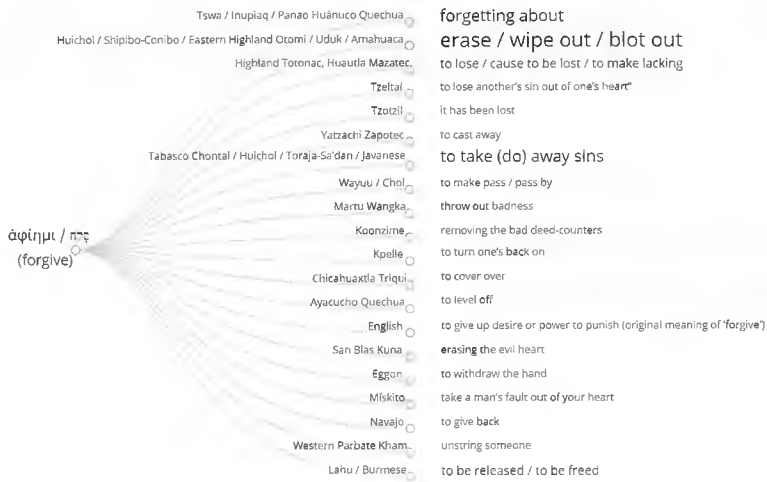 Tswa / Inupiaq / Panao Huánuco Quechua forgetting about
Huichol / Shipibo-Conibo / Eastern Highland Otomi / Uduk / Amahuaca erase / wipe out / blot out
Highland Totonac, Huautla Mazatec to lose / cause to be lost / to make lacking
Tzeltal to lose another's sin out of one's heart"
Tzotzil it has been lost
Yatzachi Zapotec to cast away
Tabasco Chontal / Huichol / Toraja-Sa'dan / Javanese to take (do) away sins
Wayuu / Chol to make pass / pass by
Martu Wangka throw out badness
Koonzime removing the bad deed-counters
ἀφίημι /
(forgive)
Kpelle to turn one's back on
Chicahuaxtla Triqui to cover over
Ayacucho Quechua to level off
English to give up desire or power to punish (original meaning of 'forgive')
San Blas Kuna erasing the evil heart
Eggon to withdraw the hand
Mískito take a man's fault out of your heart
Navajo to give back
Western Parbate Kham unstring someone
Lahu / Burmese to be released / to be freed